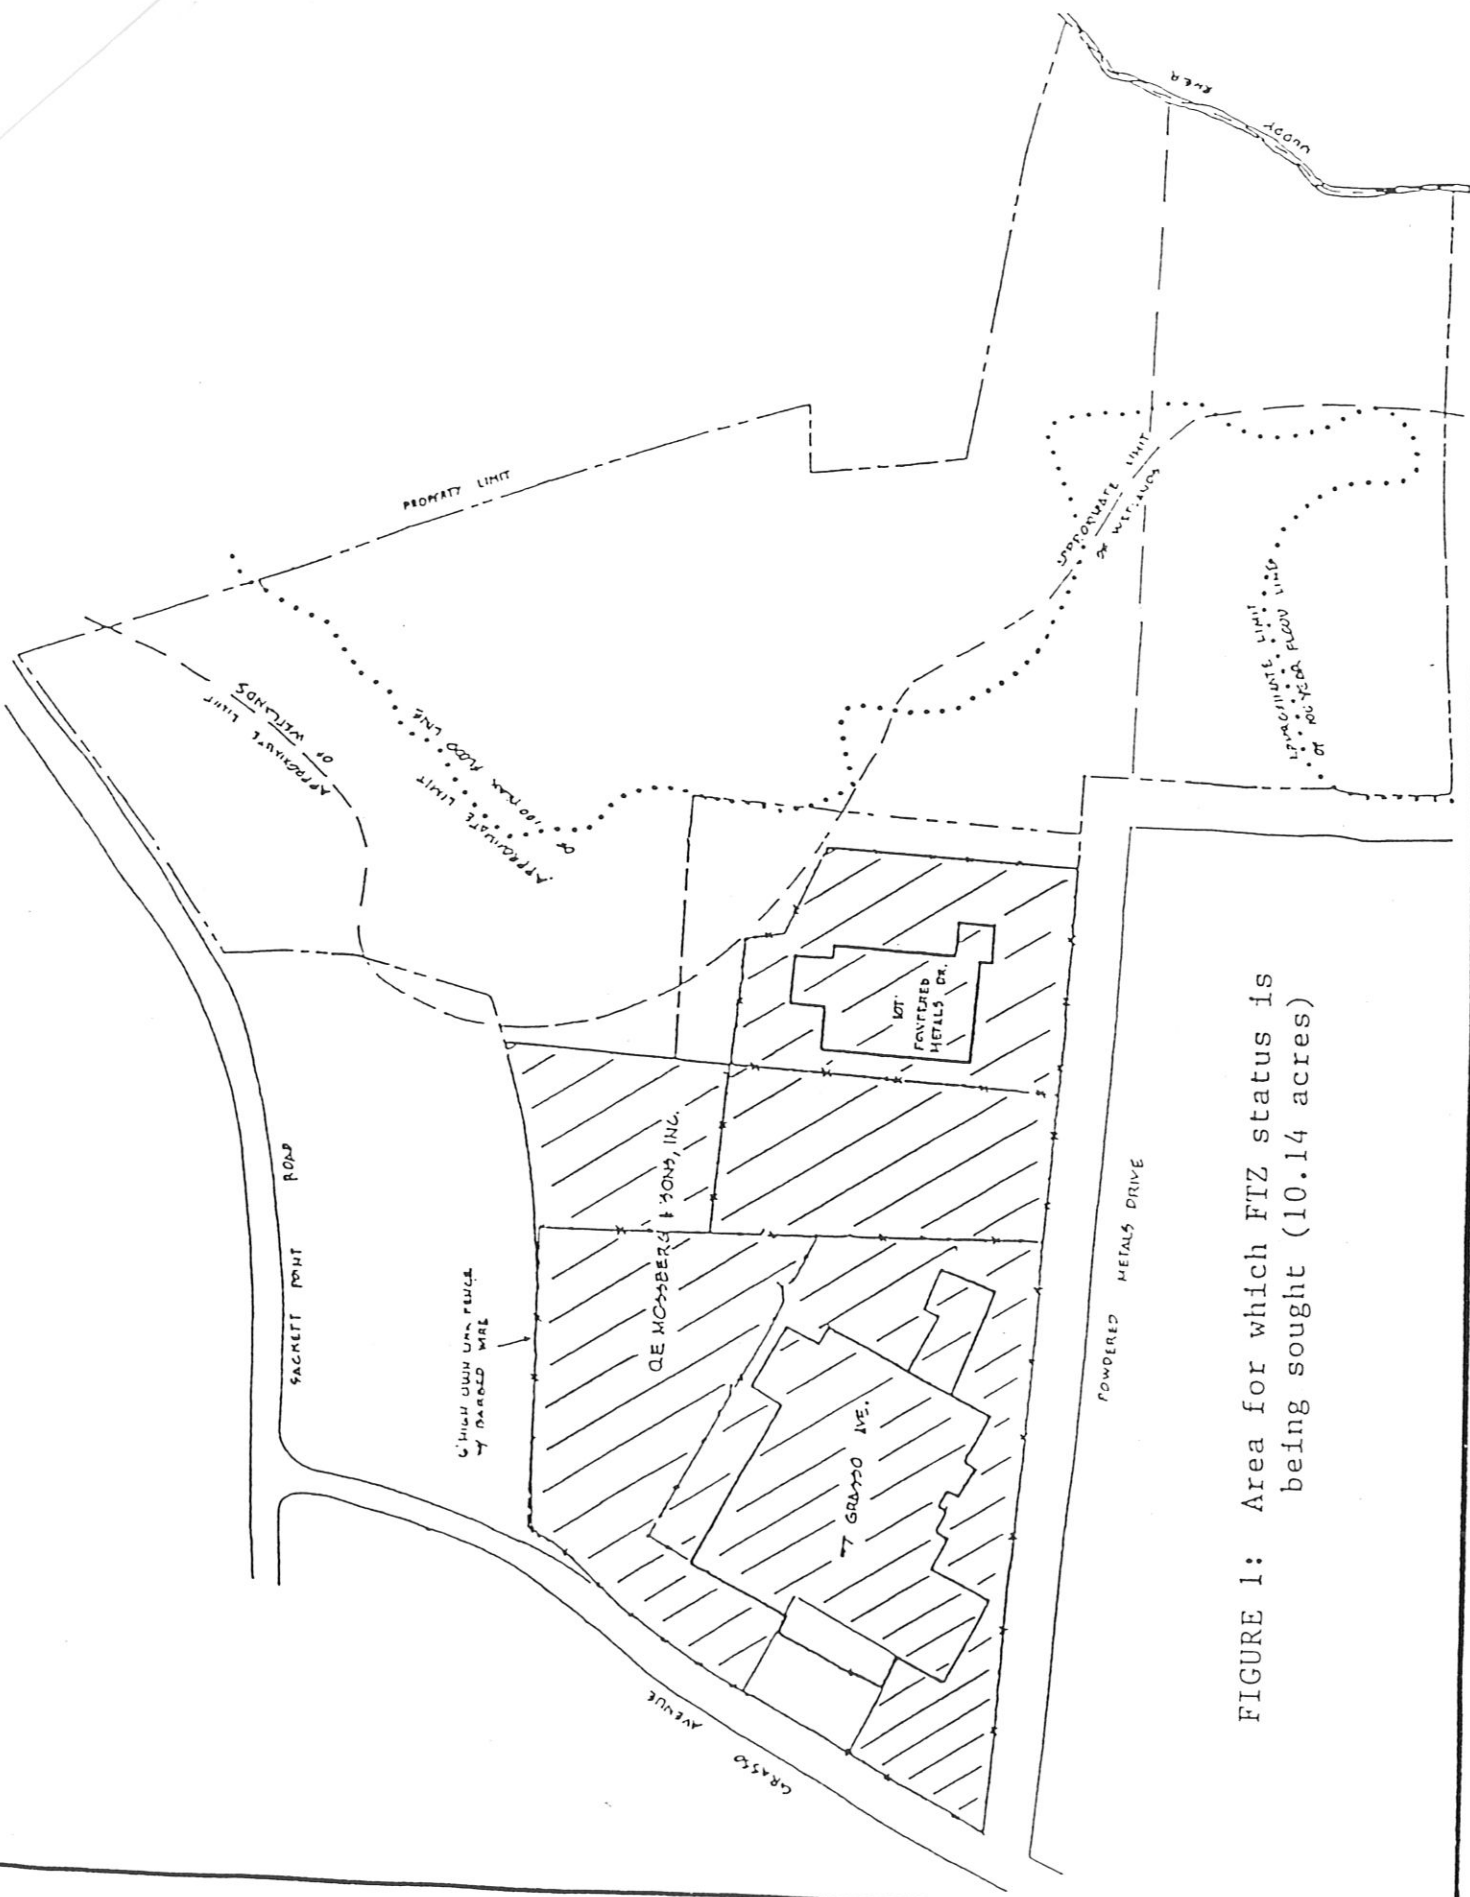 RIVER
MUDDY
PROPERTY LIMIT
APPROXIMATE LIMIT
OF WETLANDS
APPROXIMATE LIMIT
OF WETLANDS
APPROXIMATE LIMIT
OF 100 YEAR FLOOD LINE
APPROXIMATE LIMIT
OF 100 YEAR FLOOD LINE
SACKETT POINT ROAD
6' HIGH LINK FENCE
W/ BARBED WIRE
O.F. MOSSBERG & SONS, INC.
POWDERED
METALS DR.
7 GRASSO AVE.
GRASSO AVENUE
POWDERED METALS DRIVE
FIGURE 1: Area for which FTZ status is
being sought (10.14 acres)